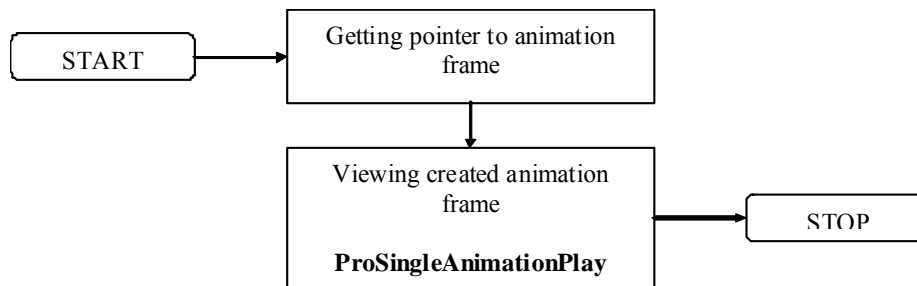 START
Getting pointer to animation
frame
Viewing created animation
frame
ProSingleAnimationPlay
STOP